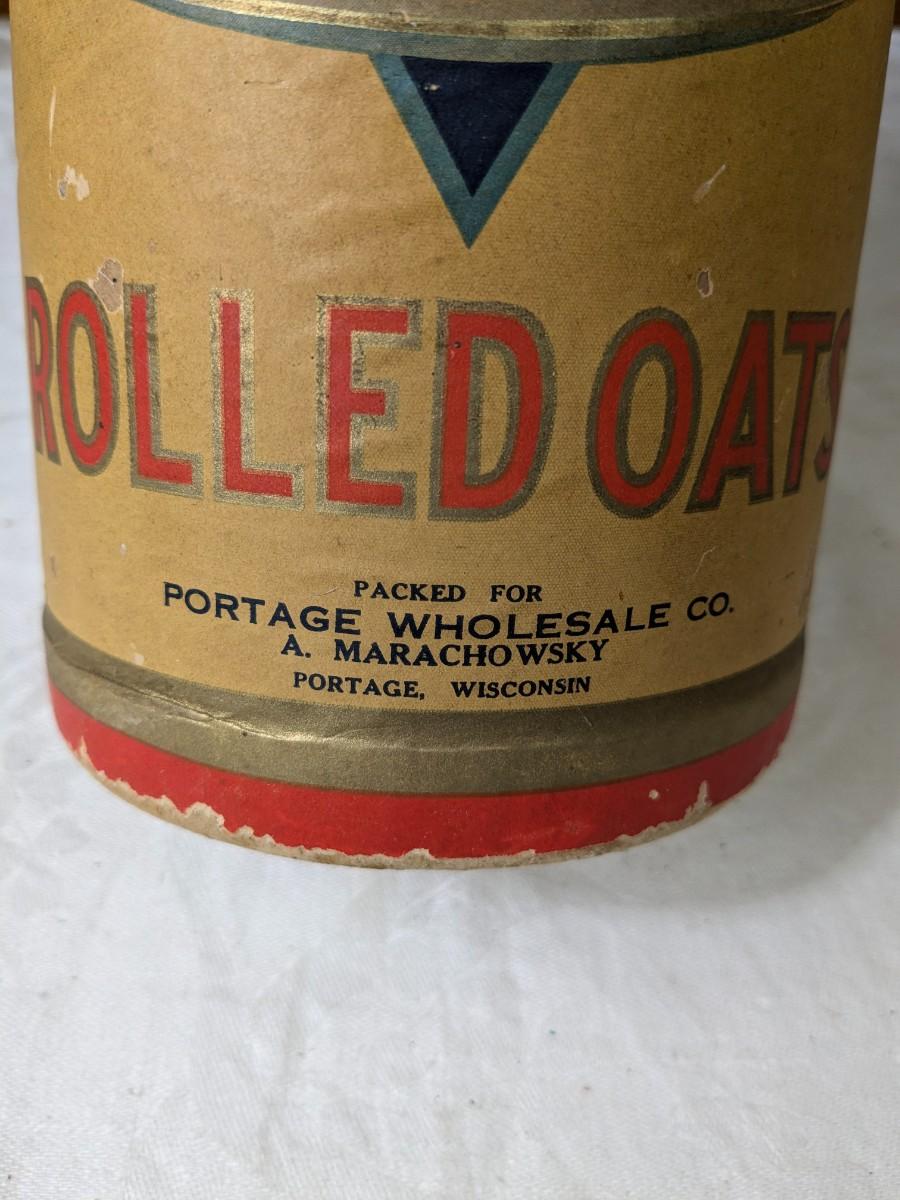 ROLLED OATS
PACKED FOR
PORTAGE WHOLESALE CO.
A. MARACHOWSKY
PORTAGE, WISCONSIN